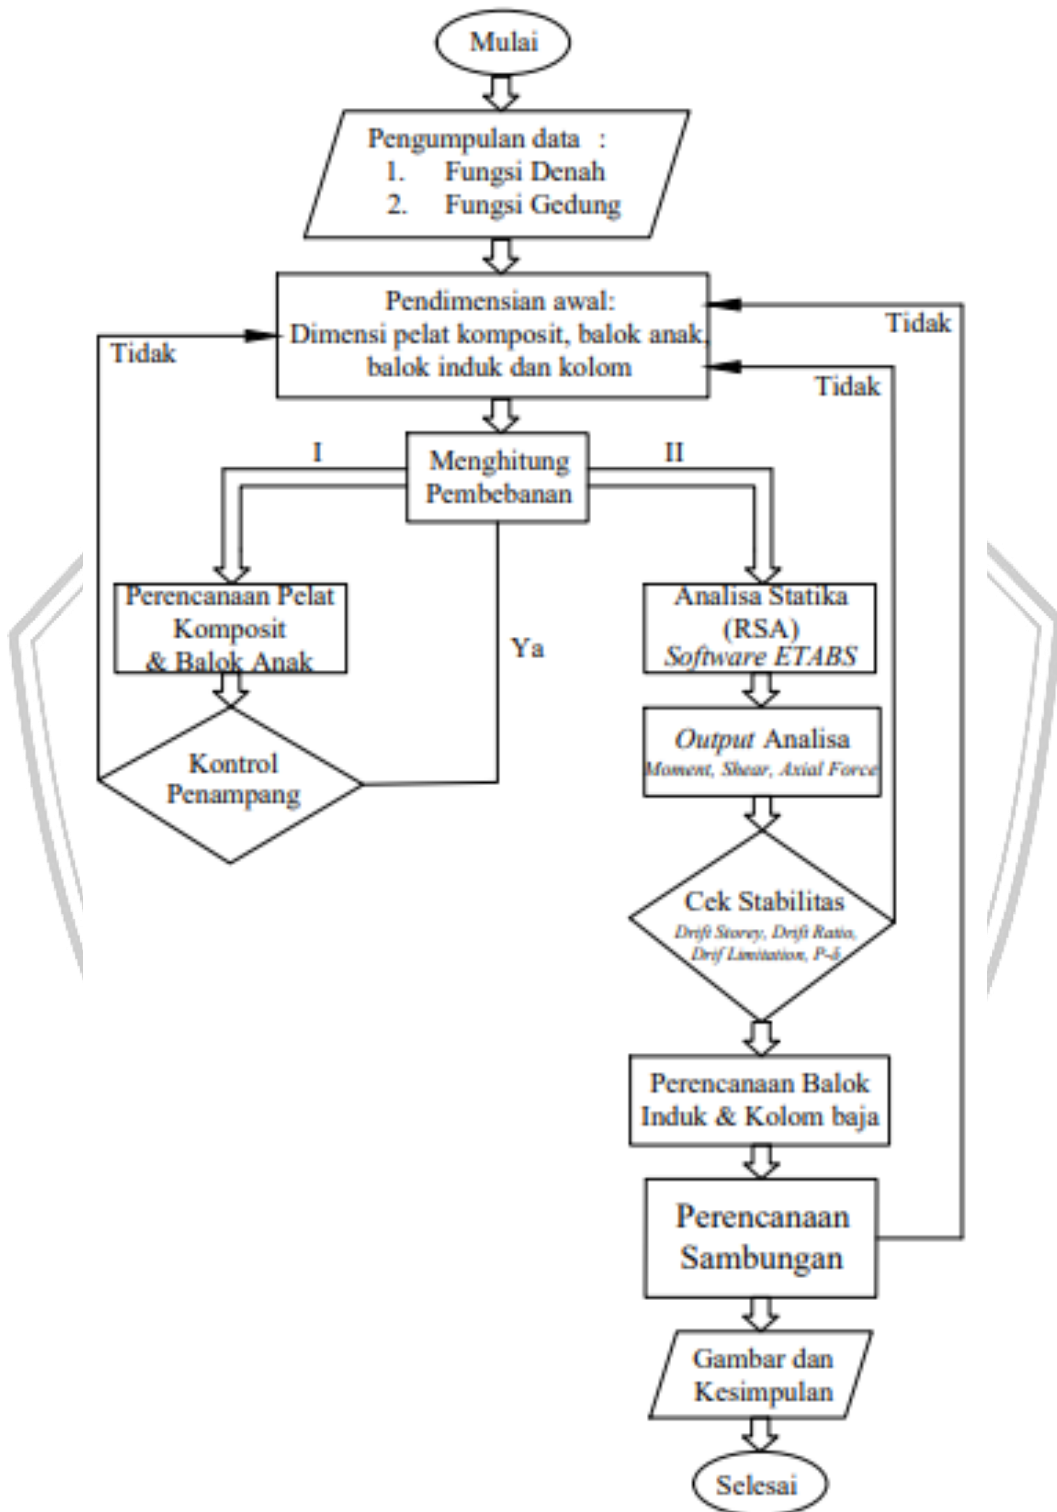 Mulai
Pengumpulan data :
1. Fungsi Denah
2. Fungsi Gedung
Pendimensian awal:
Dimensi pelat komposit, balok anak,
balok induk dan kolom
Tidak
Tidak
Tidak
I
Menghitung
Pembebanan
II
Perencanaan Pelat
Komposit
& Balok Anak
Ya
Kontrol
Penampang
Analisa Statika
(RSA)
Software ETABS
Output Analisa
Moment, Shear, Axial Force
Cek Stabilitas
Drift Storey, Drift Ratio,
Drif Limitation, P-δ
Perencanaan Balok
Induk & Kolom baja
Perencanaan
Sambungan
Gambar dan
Kesimpulan
Selesai